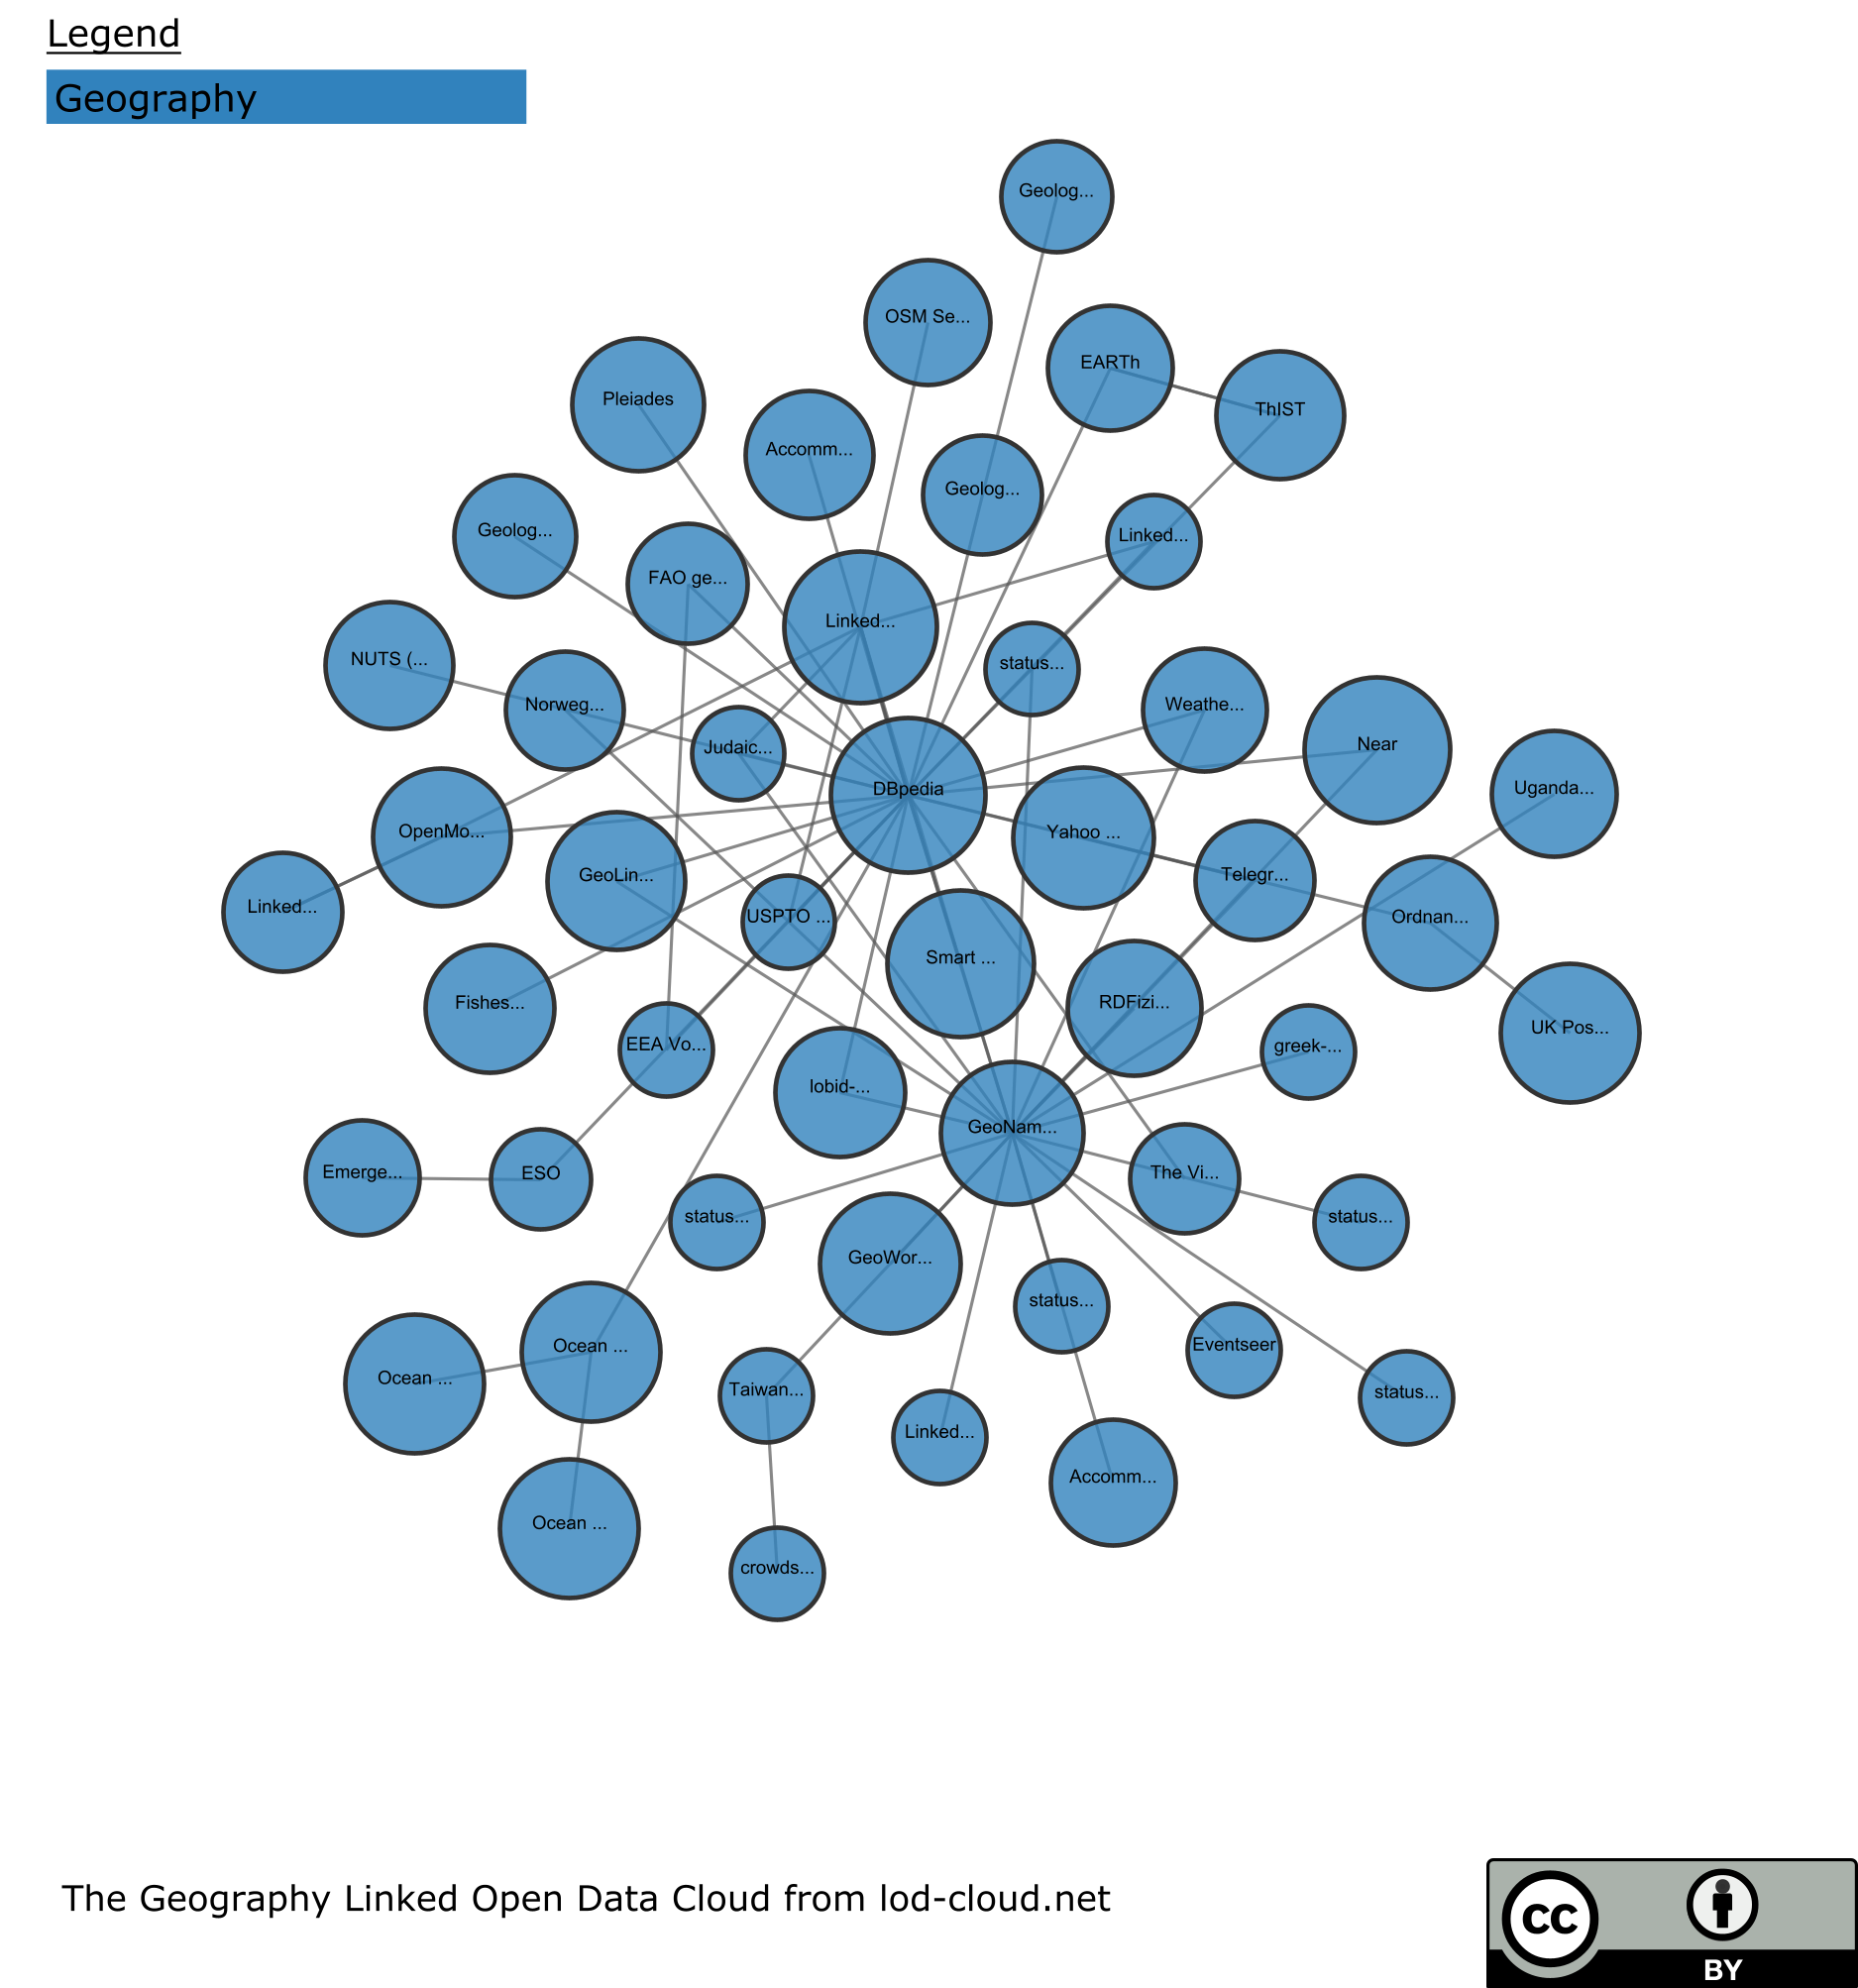 Legend
Geography
Geolog...
OSM Se...
EARTh
Pleiades
ThIST
Accomm...
Geolog...
Geolog...
Linked...
FAO ge...
Linked...
NUTS (...
status...
Norweg...
Weathe...
Near
Judaic...
DBpedia
Uganda...
OpenMo...
Yahoo ...
GeoLin...
Telegr...
Linked...
USPTO ...
Ordnan...
Smart ...
Fishes...
RDFizi...
UK Pos...
EEA Vo...
greek-...
lobid-...
GeoNam...
Emerge...
ESO
The Vi...
status...
status...
GeoWor...
status...
Ocean ...
Eventseer
Ocean ...
Taiwan...
status...
Linked...
Accomm...
Ocean ...
crowds...
The Geography Linked Open Data Cloud from lod-cloud.net
cc
BY